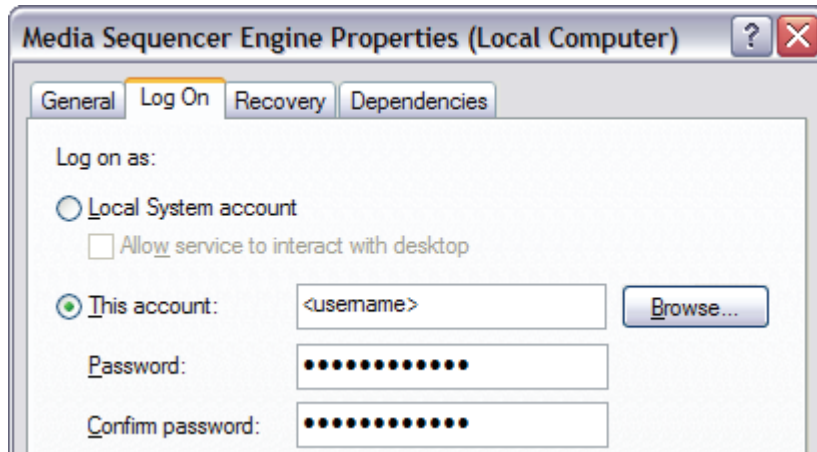 Media Sequencer Engine Properties (Local Computer) ?
General Log On Recovery Dependencies
Log on as:
Local System account
Allow service to interact with desktop
This account: <username> Browse...
Password: ●●●●●●●●●●●●
Confirm password: ●●●●●●●●●●●●